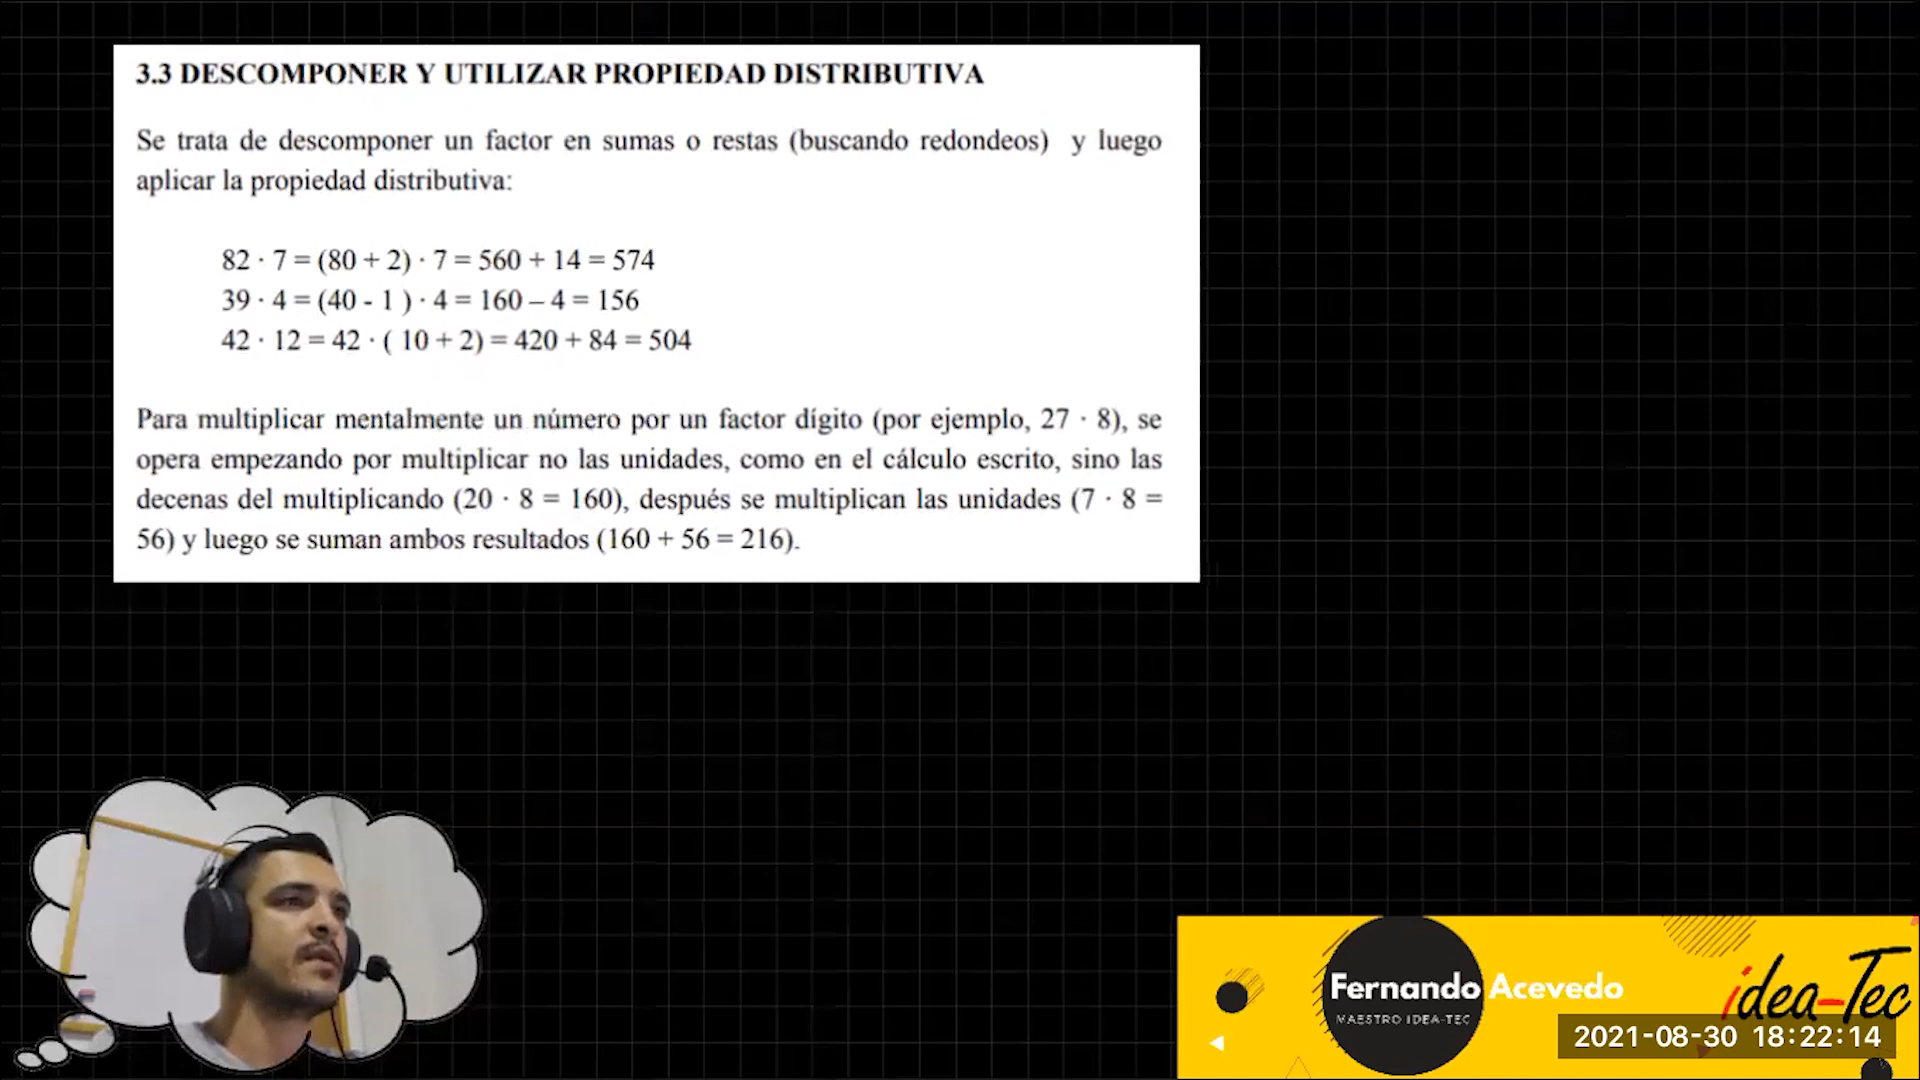 3.3 DESCOMPONER Y UTILIZAR PROPIEDAD DISTRIBUTIVA
Se trata de descomponer un factor en sumas o restas (buscando redondeos) y luego
aplicar la propiedad distributiva:
82 · 7 = (80 + 2) · 7 = 560 + 14 = 574
39 · 4 = (40 - 1 ) · 4 = 160 – 4 = 156
42 · 12 = 42 · ( 10 + 2) = 420 + 84 = 504
Para multiplicar mentalmente un número por un factor dígito (por ejemplo, 27 · 8), se
opera empezando por multiplicar no las unidades, como en el cálculo escrito, sino las
decenas del multiplicando (20 · 8 = 160), después se multiplican las unidades (7 · 8 =
56) y luego se suman ambos resultados (160 + 56 = 216).
Fernando Acevedo
MAESTRO IDEA-TEC
idea-Tec
2021-08-30 18:22:14